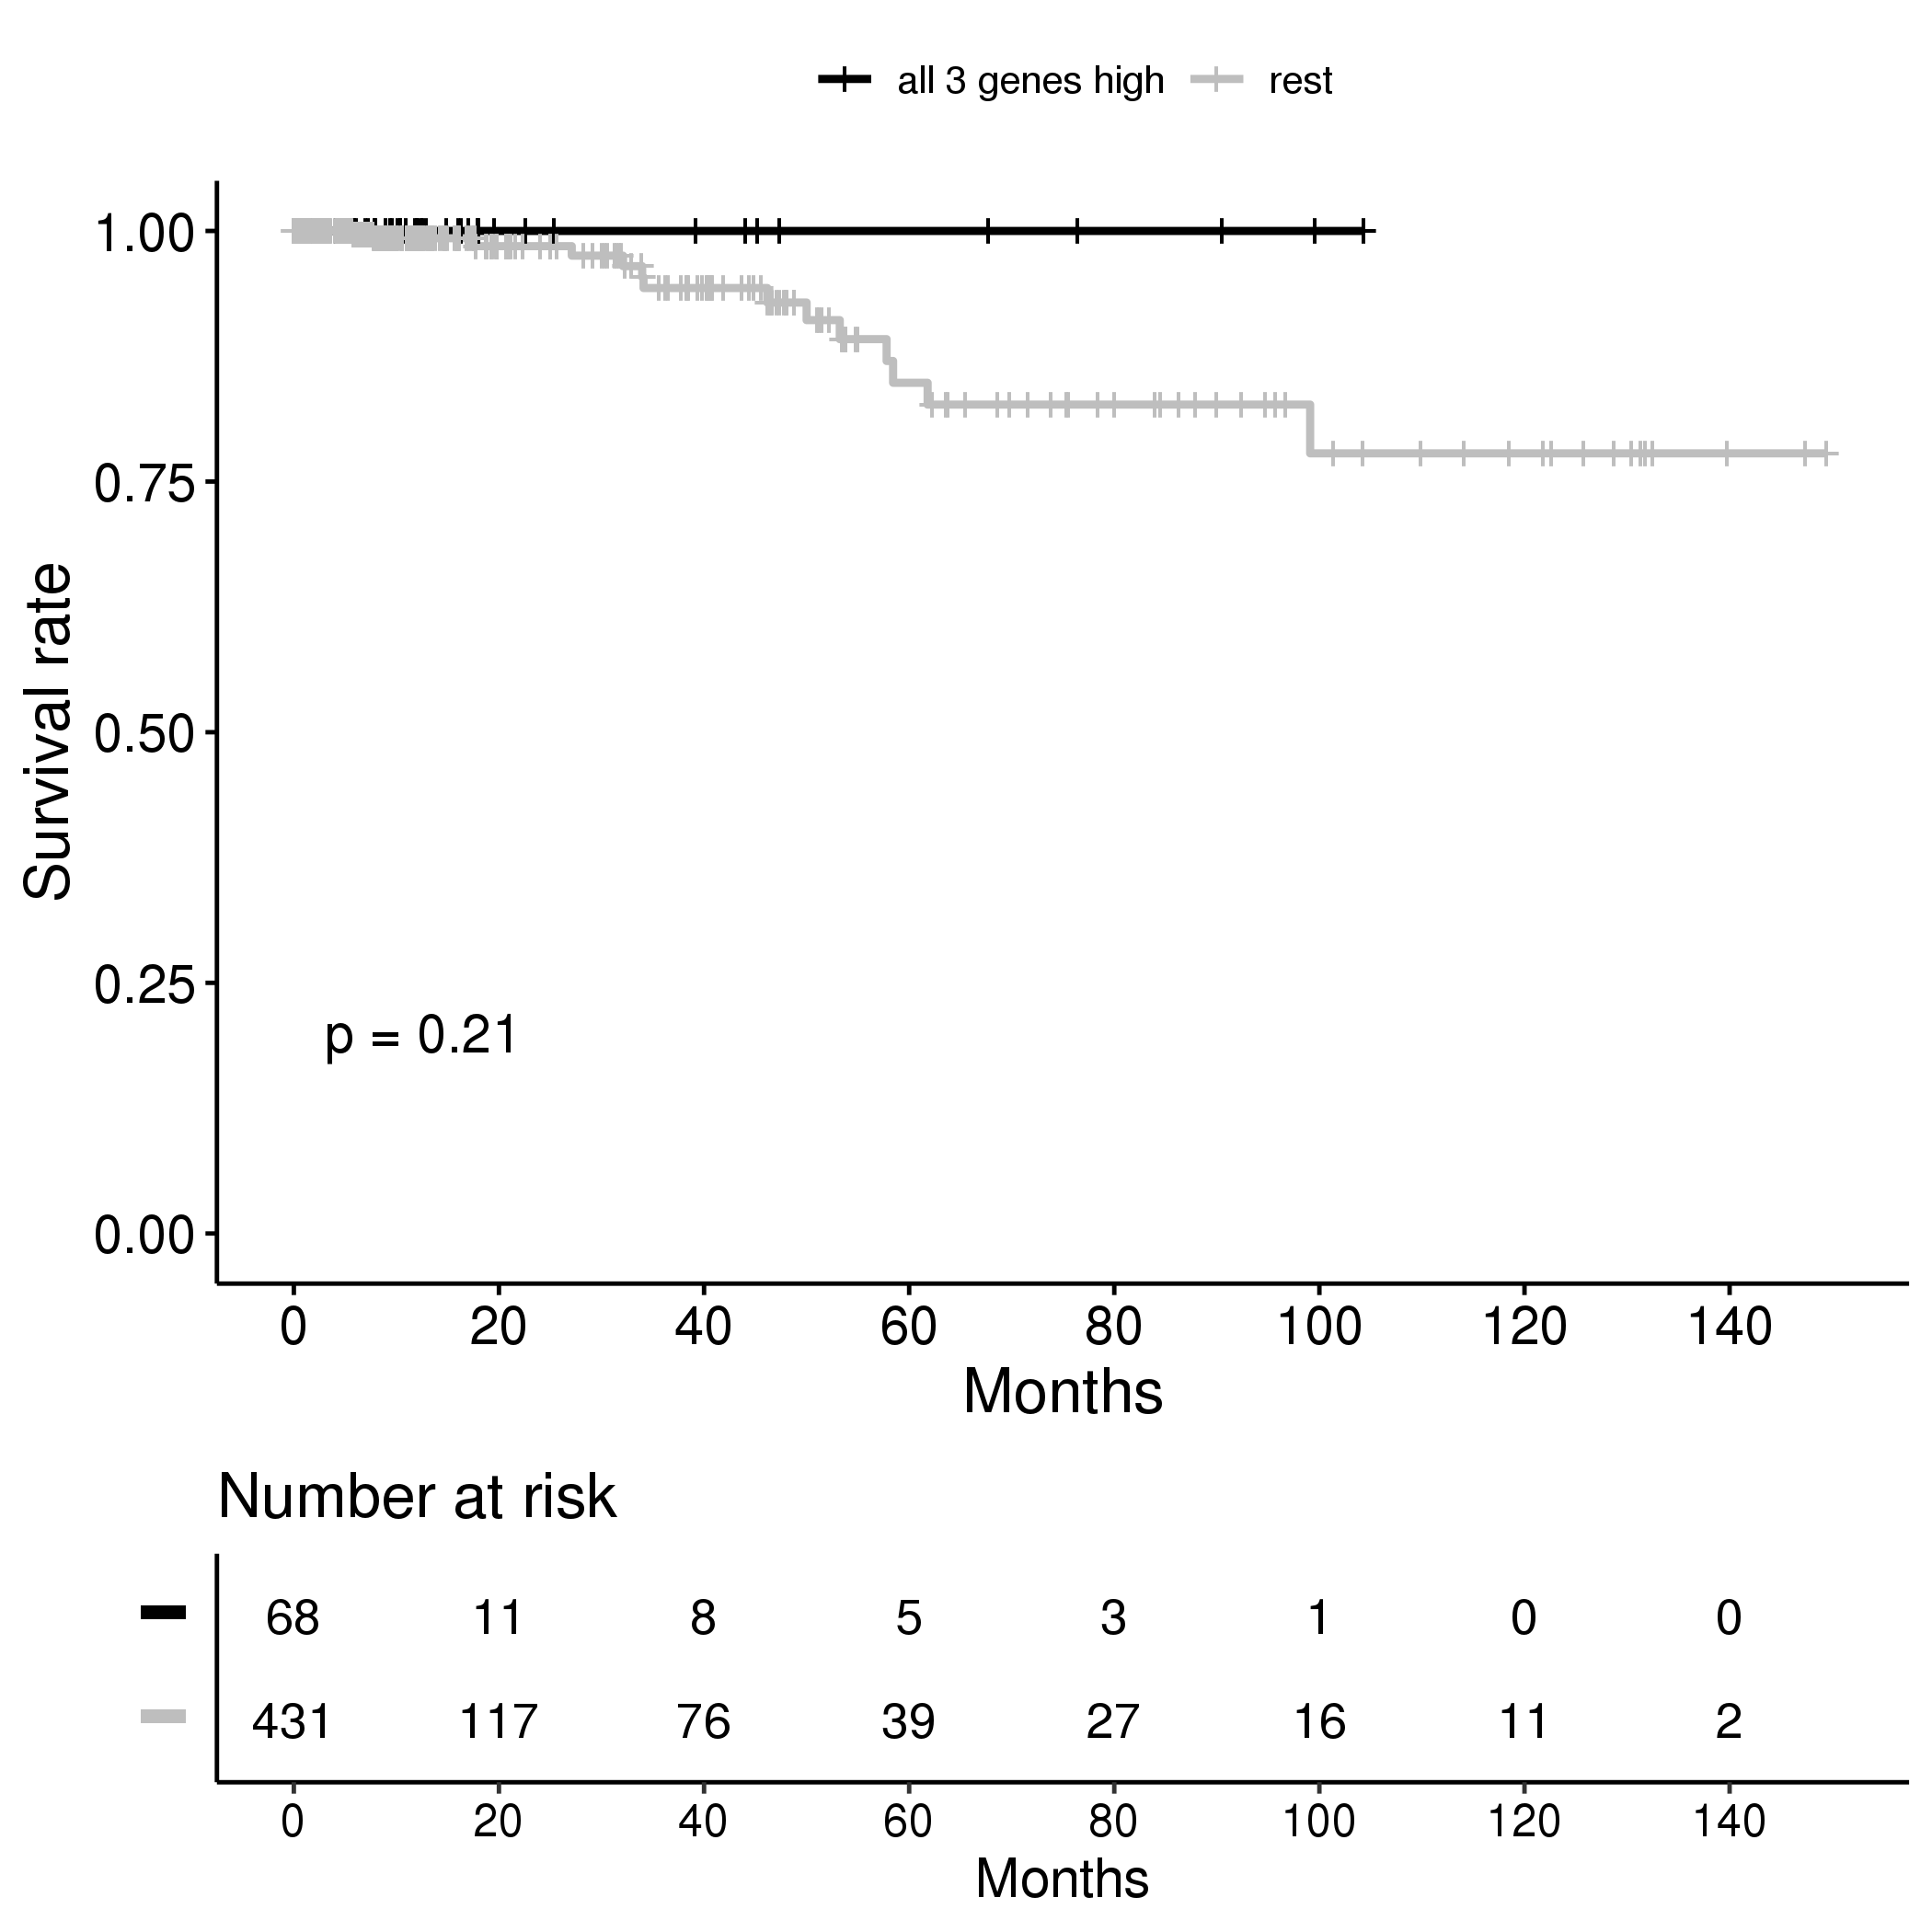 all 3 genes high rest
1.00
0.75
0.50
0.25
0.00
Survival rate
p = 0.21
0 20 40 60 80 100 120 140
Months
Number at risk
68 11 8 5 3 1 0 0
431 117 76 39 27 16 11 2
0 20 40 60 80 100 120 140
Months